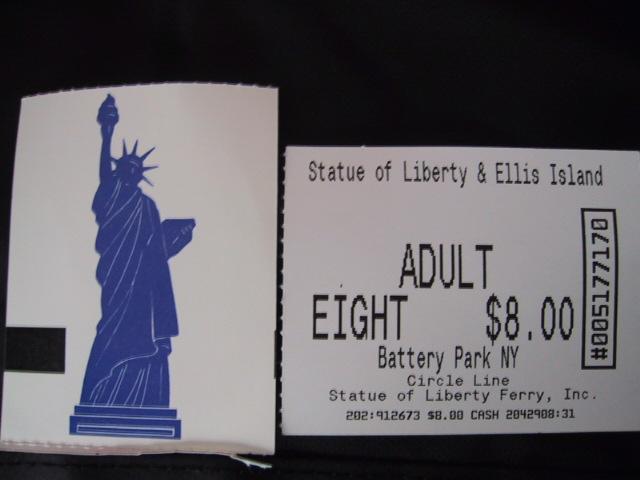 Statue of Liberty & Ellis Island
ADULT
EIGHT $8.00
Battery Park NY
Circle Line
Statue of Liberty Ferry, Inc.
202:912673 $8.00 CASH 2042908:31
#005177170